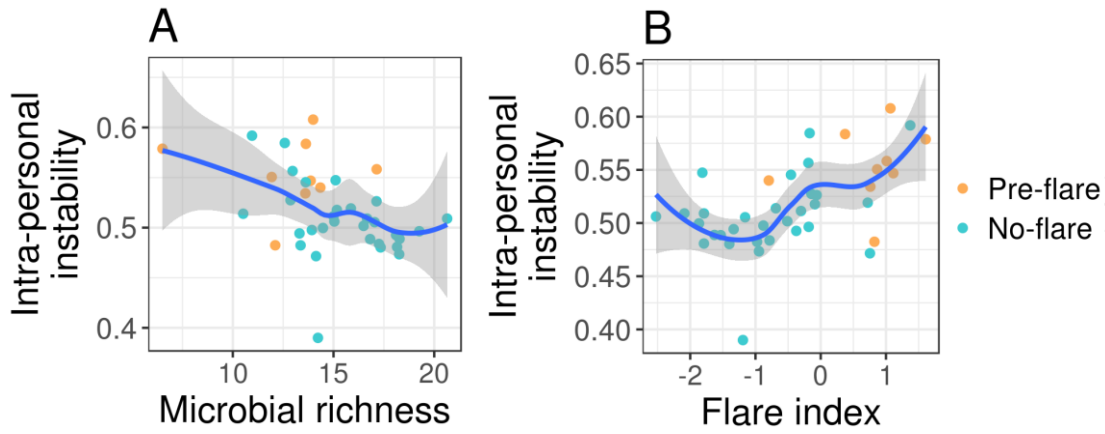 A
Intra-personal
instability
0.6
0.5
0.4
10
15
20
Microbial richness
B
Intra-personal
instability
0.65
0.60
0.55
0.50
0.45
0.40
-2
-1
0
1
Flare index
Pre-flare
No-flare